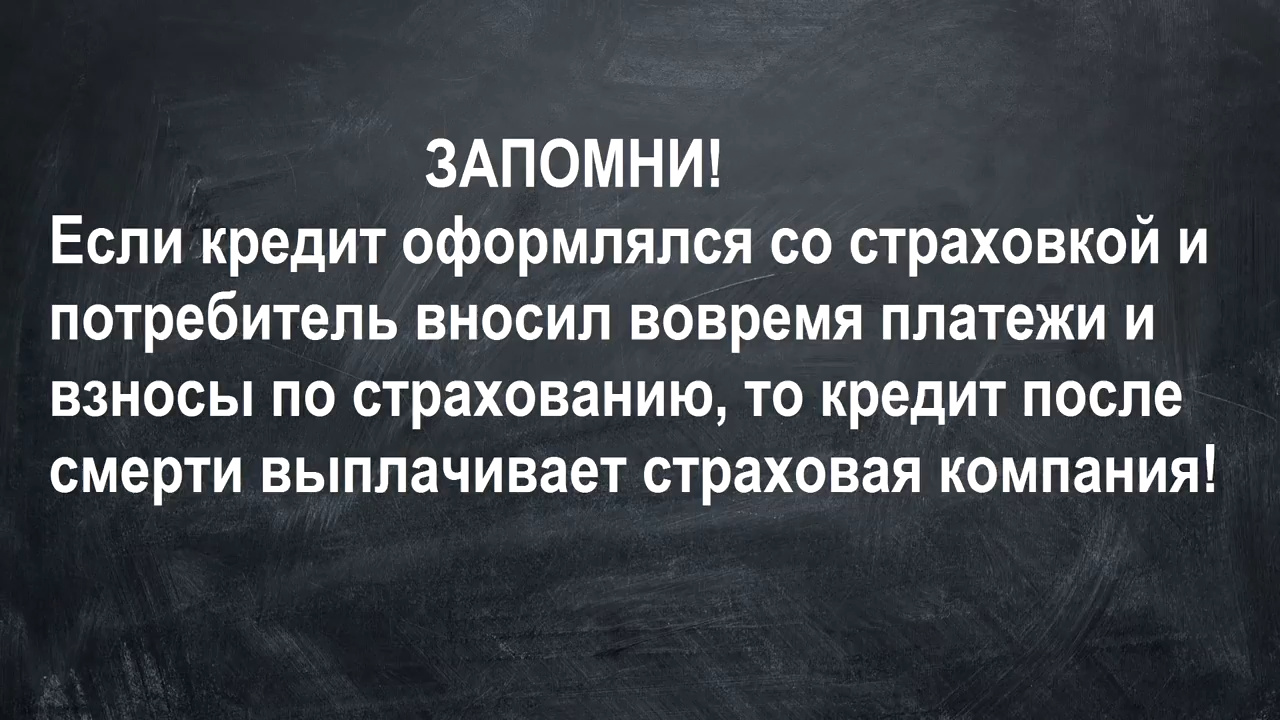 ЗАПОМНИ!
Если кредит оформлялся со страховкой и
потребитель вносил вовремя платежи и
взносы по страхованию, то кредит после
смерти выплачивает страховая компания!